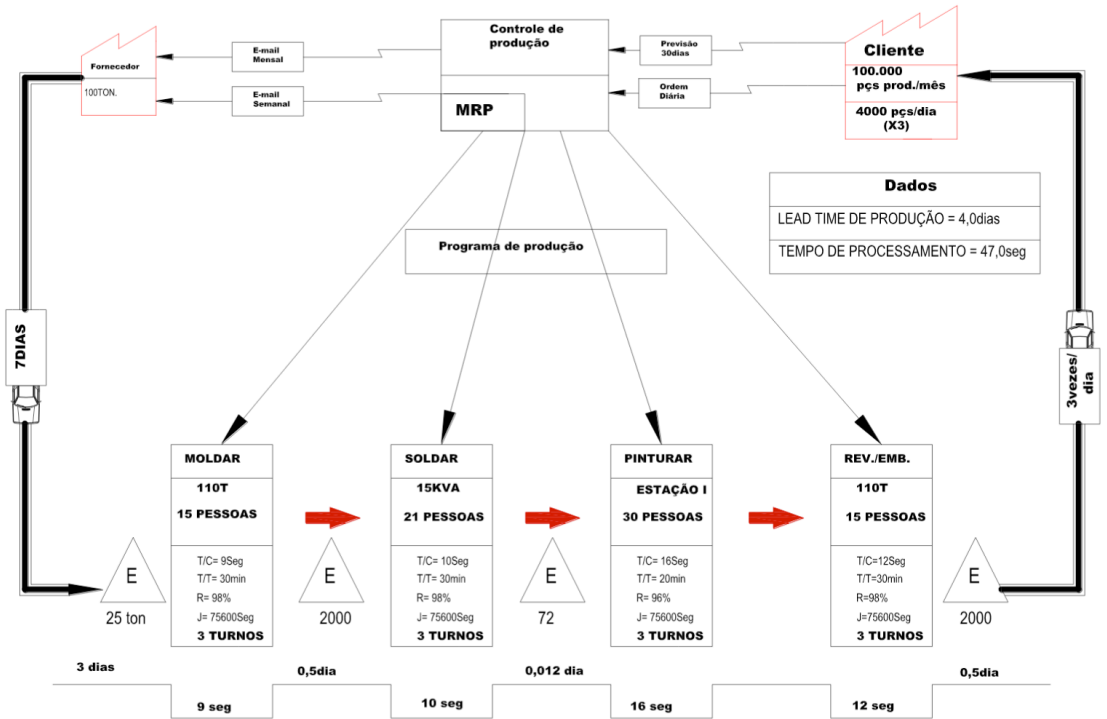 Fornecedor
100TON.
E-mail
Mensal
E-mail
Semanal
Controle de
produção
MRP
Previsão
30dias
Ordem
Diária
Cliente
100.000
pçs prod./mês
4000 pçs/dia
(X3)
Dados
LEAD TIME DE PRODUÇÃO = 4,0dias
TEMPO DE PROCESSAMENTO = 47,0seg
Programa de produção
7DIAS
3vezes/
dia
MOLDAR
110T
15 PESSOAS
T/C= 9Seg
T/T= 30min
R= 98%
J= 75600Seg
3 TURNOS
SOLDAR
15KVA
21 PESSOAS
T/C= 10Seg
T/T= 30min
R= 98%
J= 75600Seg
3 TURNOS
PINTURAR
ESTAÇÃO I
30 PESSOAS
T/C= 16Seg
T/T= 20min
R= 96%
J= 75600Seg
3 TURNOS
REV./EMB.
110T
15 PESSOAS
T/C=12Seg
T/T=30min
R=98%
J=75600Seg
3 TURNOS
E
25 ton
E
2000
E
72
E
2000
3 dias
0,5dia
0,012 dia
0,5dia
9 seg
10 seg
16 seg
12 seg